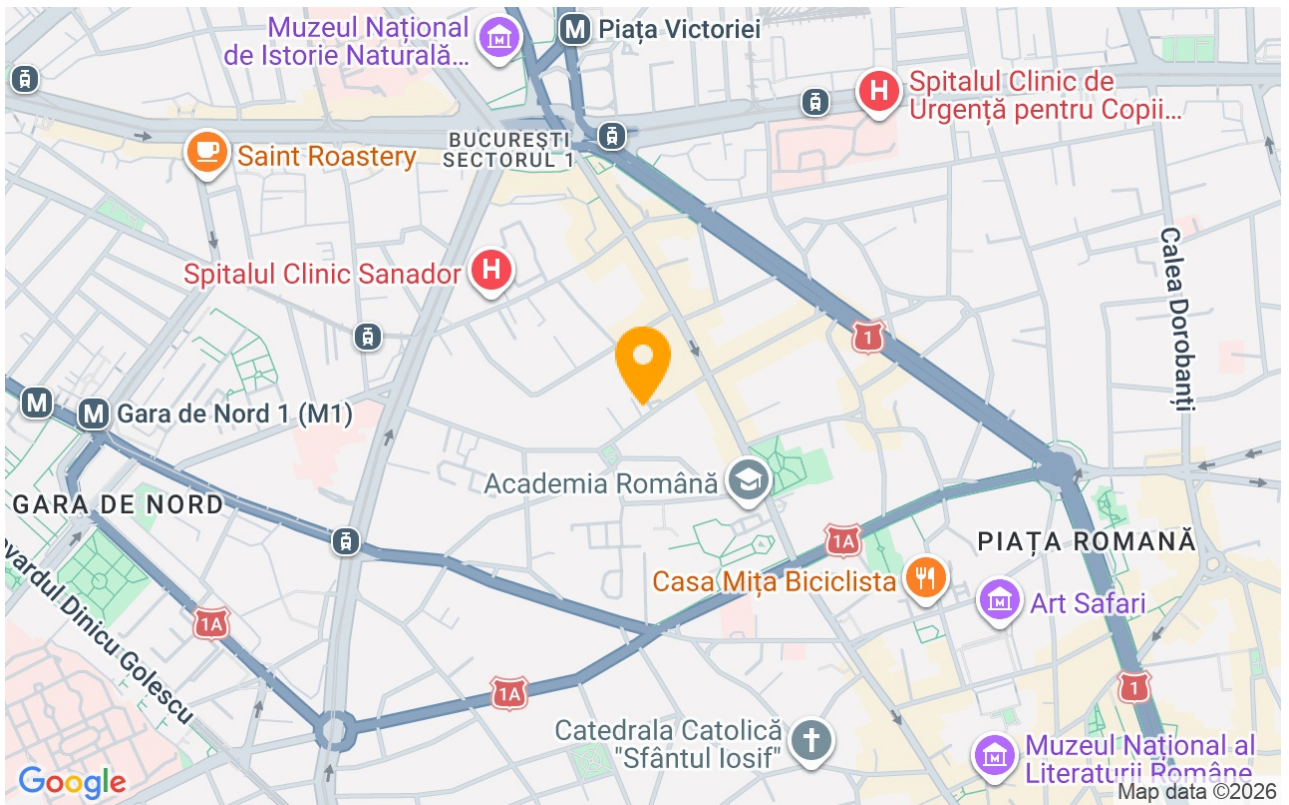 Muzeul Național
de Istorie Naturală...
M
Piața Victoriei
H
Spitalul Clinic de
Urgență pentru Copii...
BUCUREȘTI
SECTORUL 1
Saint Roastery
Calea Dorobanți
Spitalul Clinic Sanador
H
1
M
M
Gara de Nord 1 (M1)
Academia Română
GARA DE NORD
1A
PIAȚA ROMANĂ
Casa Mița Biciclista
Art Safari
1A
ovardul Dinicu Golescu
1A
1
Catedrala Catolică
"Sfântul Iosif"
Muzeul Național al
Literaturii Române
Google
Map data ©2026